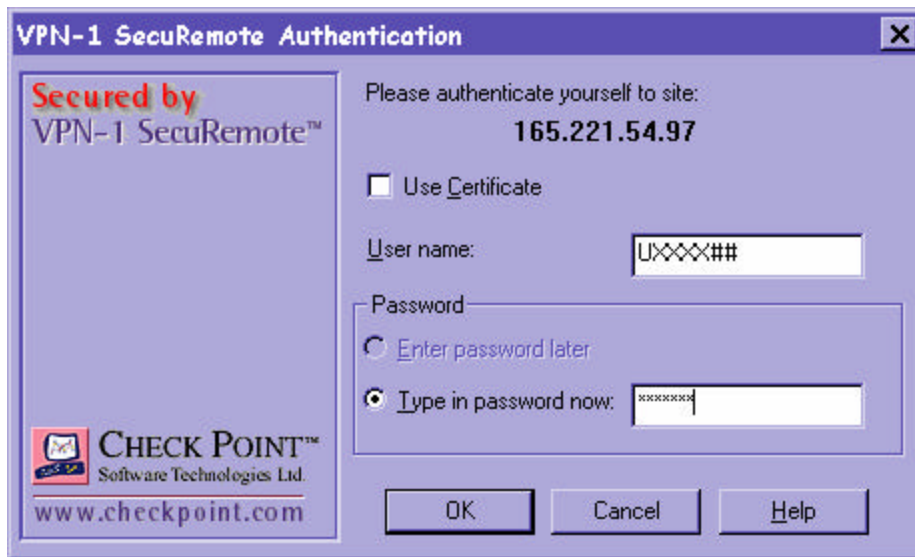 VPN-1 SecuRemote Authentication
Secured by
VPN-1 SecuRemote™
Please authenticate yourself to site:
165.221.54.97
Use Certificate
User name:
UXXXX##
Password
Enter password later
Type in password now:
*******
CHECK POINT™
Software Technologies Ltd.
www.checkpoint.com
OK
Cancel
Help